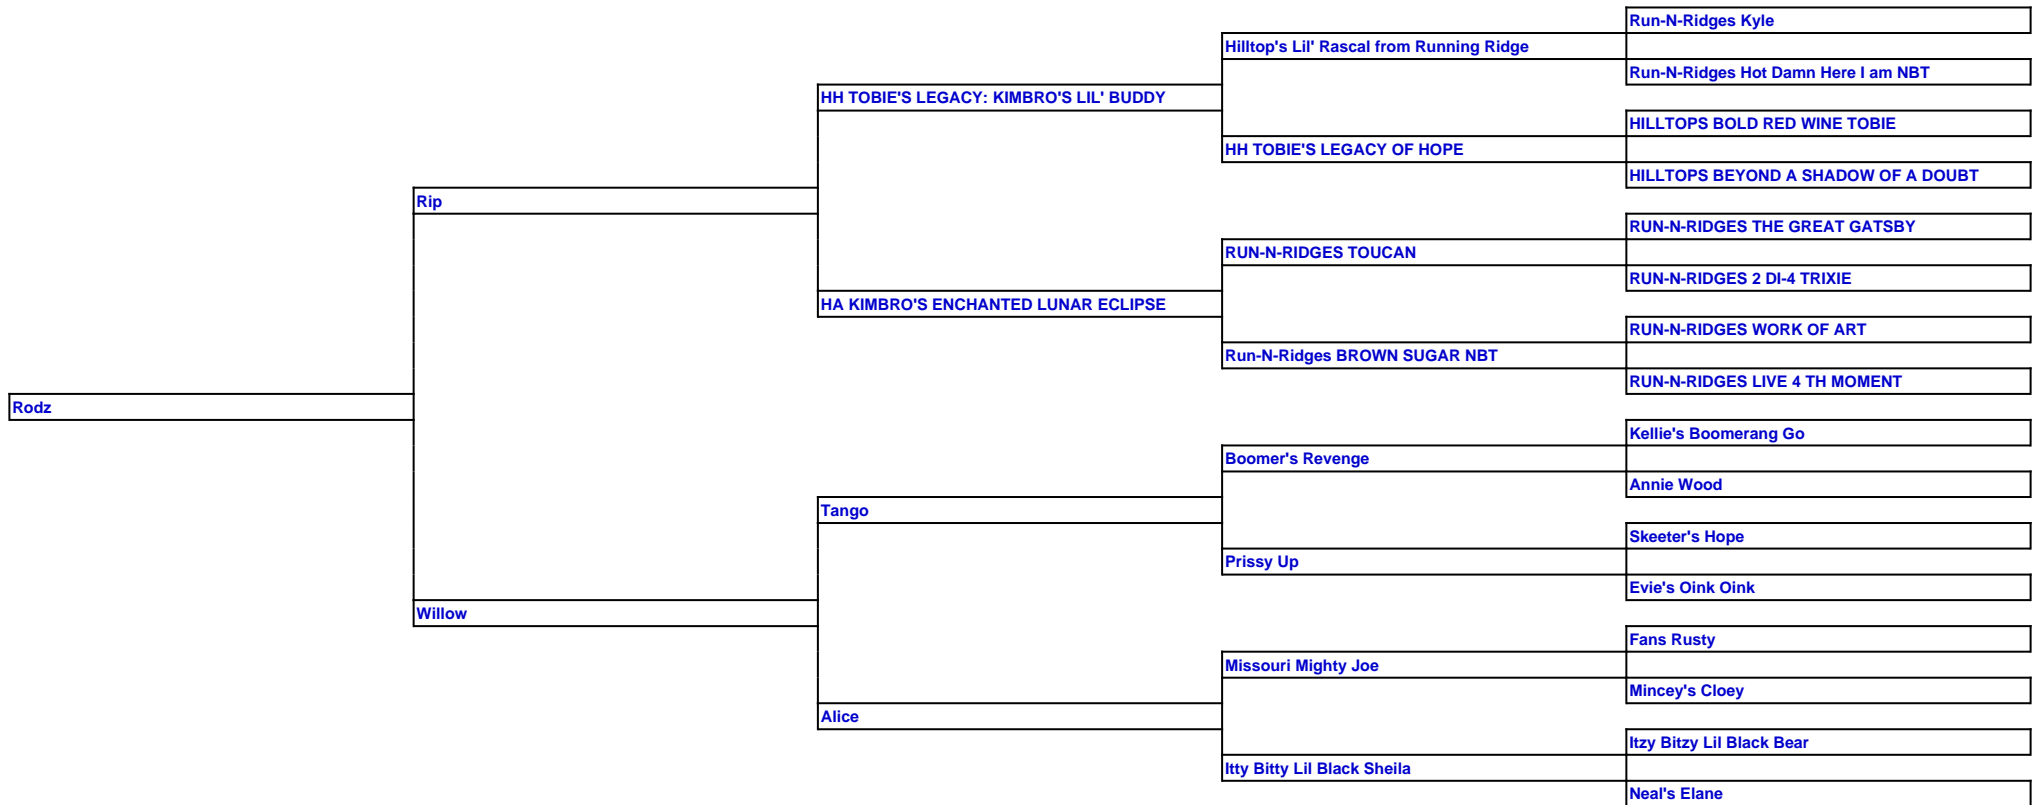 Run-N-Ridges Kyle
Hilltop's Lil' Rascal from Running Ridge
Run-N-Ridges Hot Damn Here I am NBT
HH TOBIE'S LEGACY: KIMBRO'S LIL' BUDDY
HILLTOPS BOLD RED WINE TOBIE
HH TOBIE'S LEGACY OF HOPE
HILLTOPS BEYOND A SHADOW OF A DOUBT
Rip
RUN-N-RIDGES THE GREAT GATSBY
RUN-N-RIDGES TOUCAN
RUN-N-RIDGES 2 DI-4 TRIXIE
HA KIMBRO'S ENCHANTED LUNAR ECLIPSE
RUN-N-RIDGES WORK OF ART
Run-N-Ridges BROWN SUGAR NBT
RUN-N-RIDGES LIVE 4 TH MOMENT
Rodz
Kellie's Boomerang Go
Boomer's Revenge
Annie Wood
Tango
Skeeter's Hope
Prissy Up
Evie's Oink Oink
Willow
Fans Rusty
Missouri Mighty Joe
Mincey's Cloey
Alice
Itzy Bitzy Lil Black Bear
Itty Bitty Lil Black Sheila
Neal's Elane